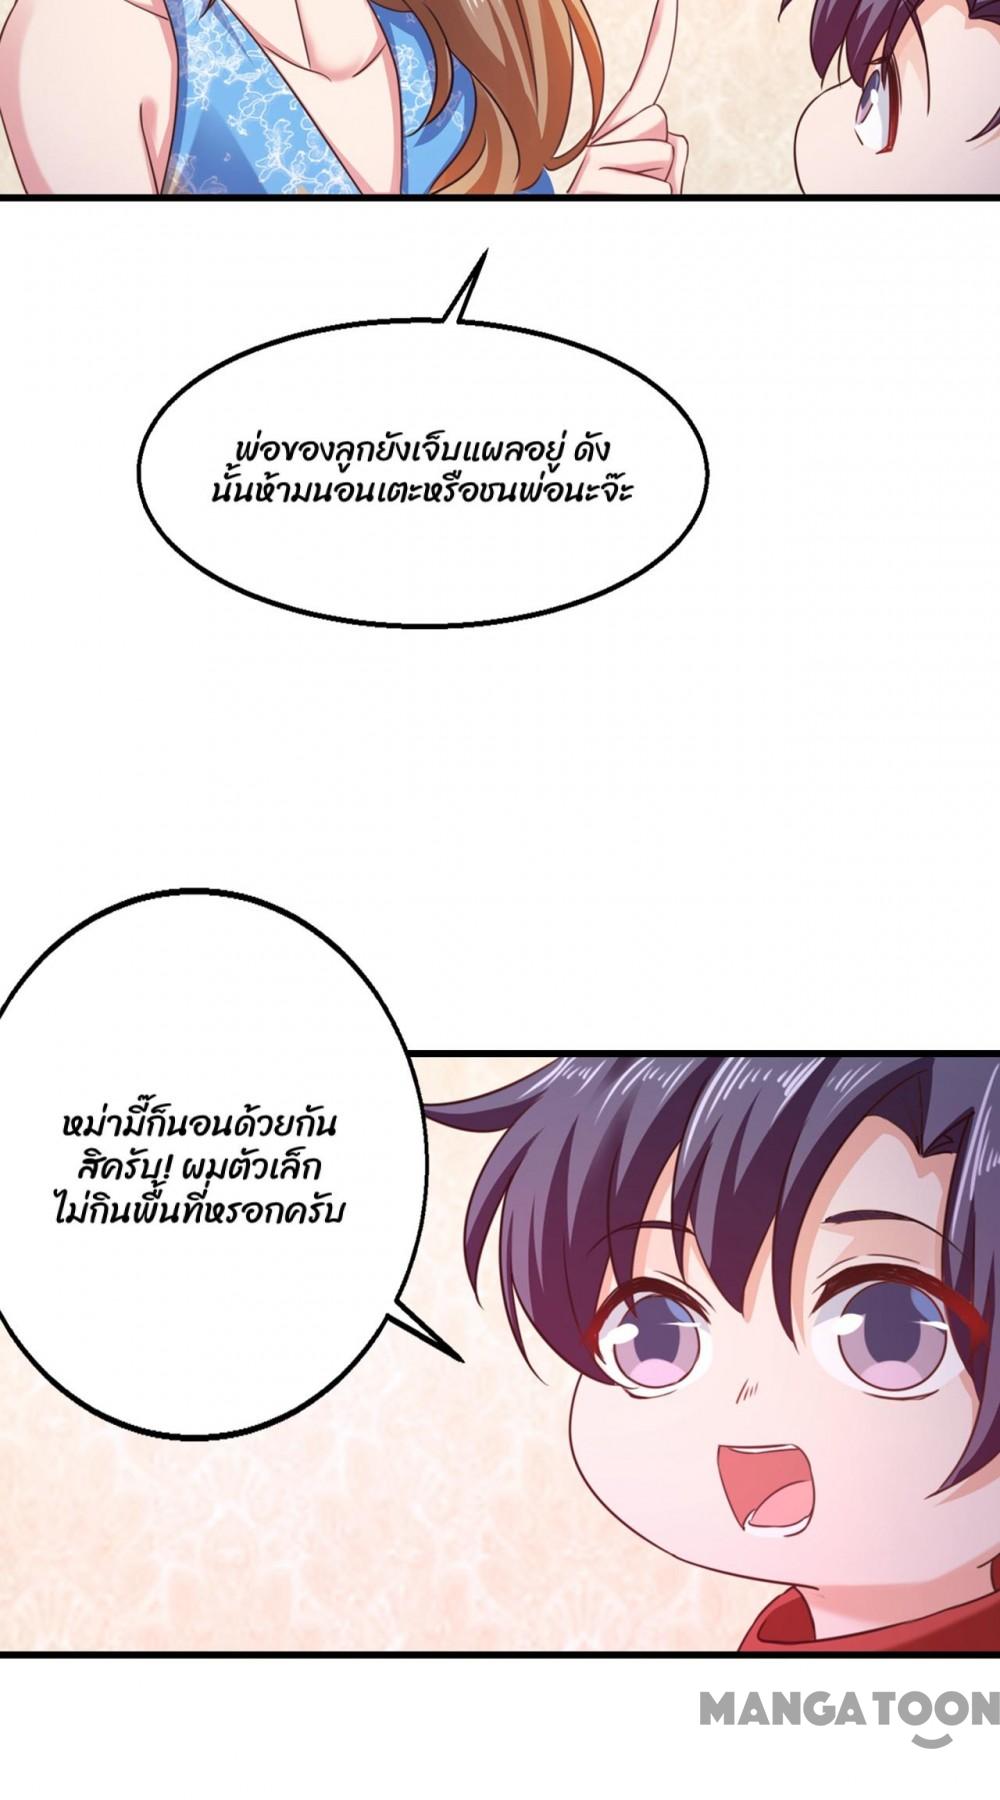 พ่อของลูกยังเจ็บแผลอยู่ ดัง
นั้นห้ามนอนเตะหรือชนพ่อนะจ๊ะ
หม่ามี๊ก็นอนด้วยกัน
สิครับ! ผมตัวเล็ก
ไม่กินพื้นที่หรอกครับ
MANGATOON